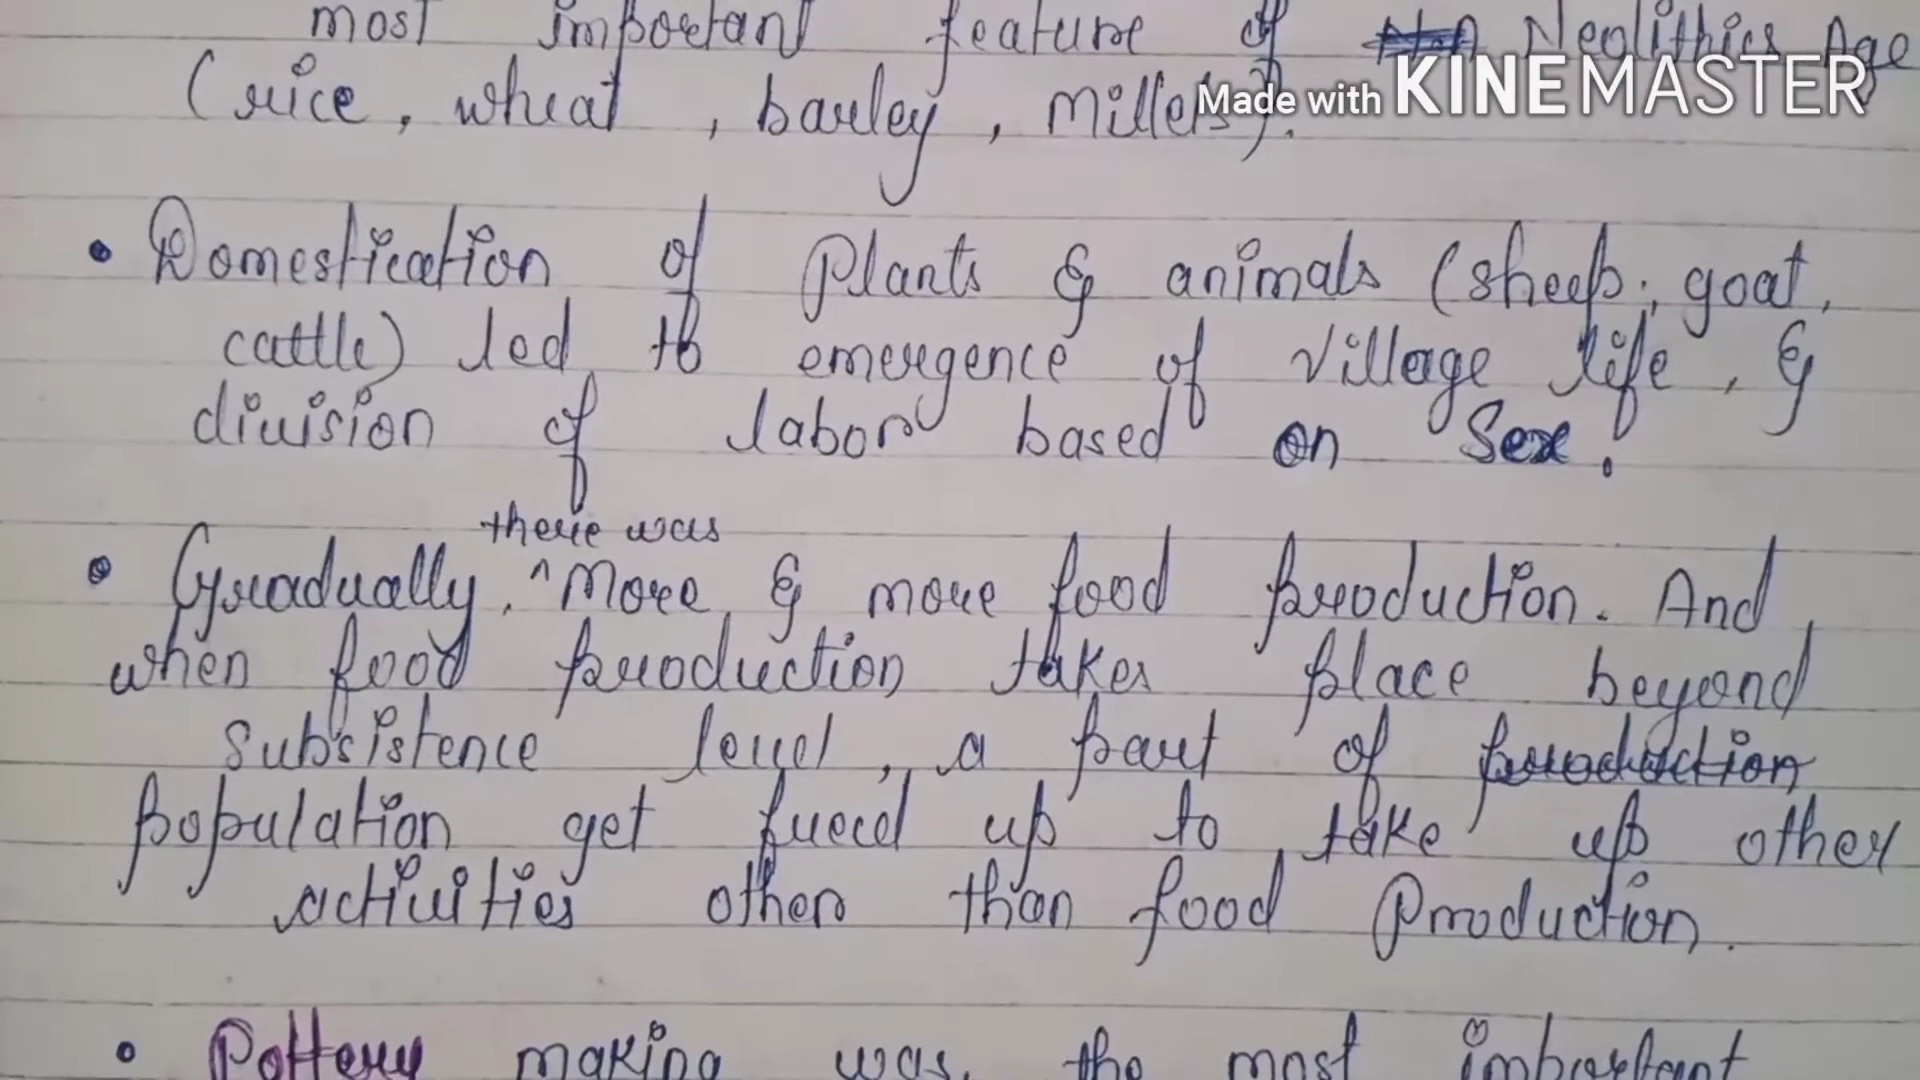 most important feature of Neolithics Age
Made with KINEMASTER
(rice, wheat, barley, Millets).
• Domestication of Plants & animals (sheep, goat,
cattle) led to emergence of village life, &
division of labor based on Sex.
there was
• Gradually, ^ More & more food production. And
when food production takes place beyond
subsistence level, a part of production
population get freed up to take up other
activities other than food Production.
• Pottery making was the most important